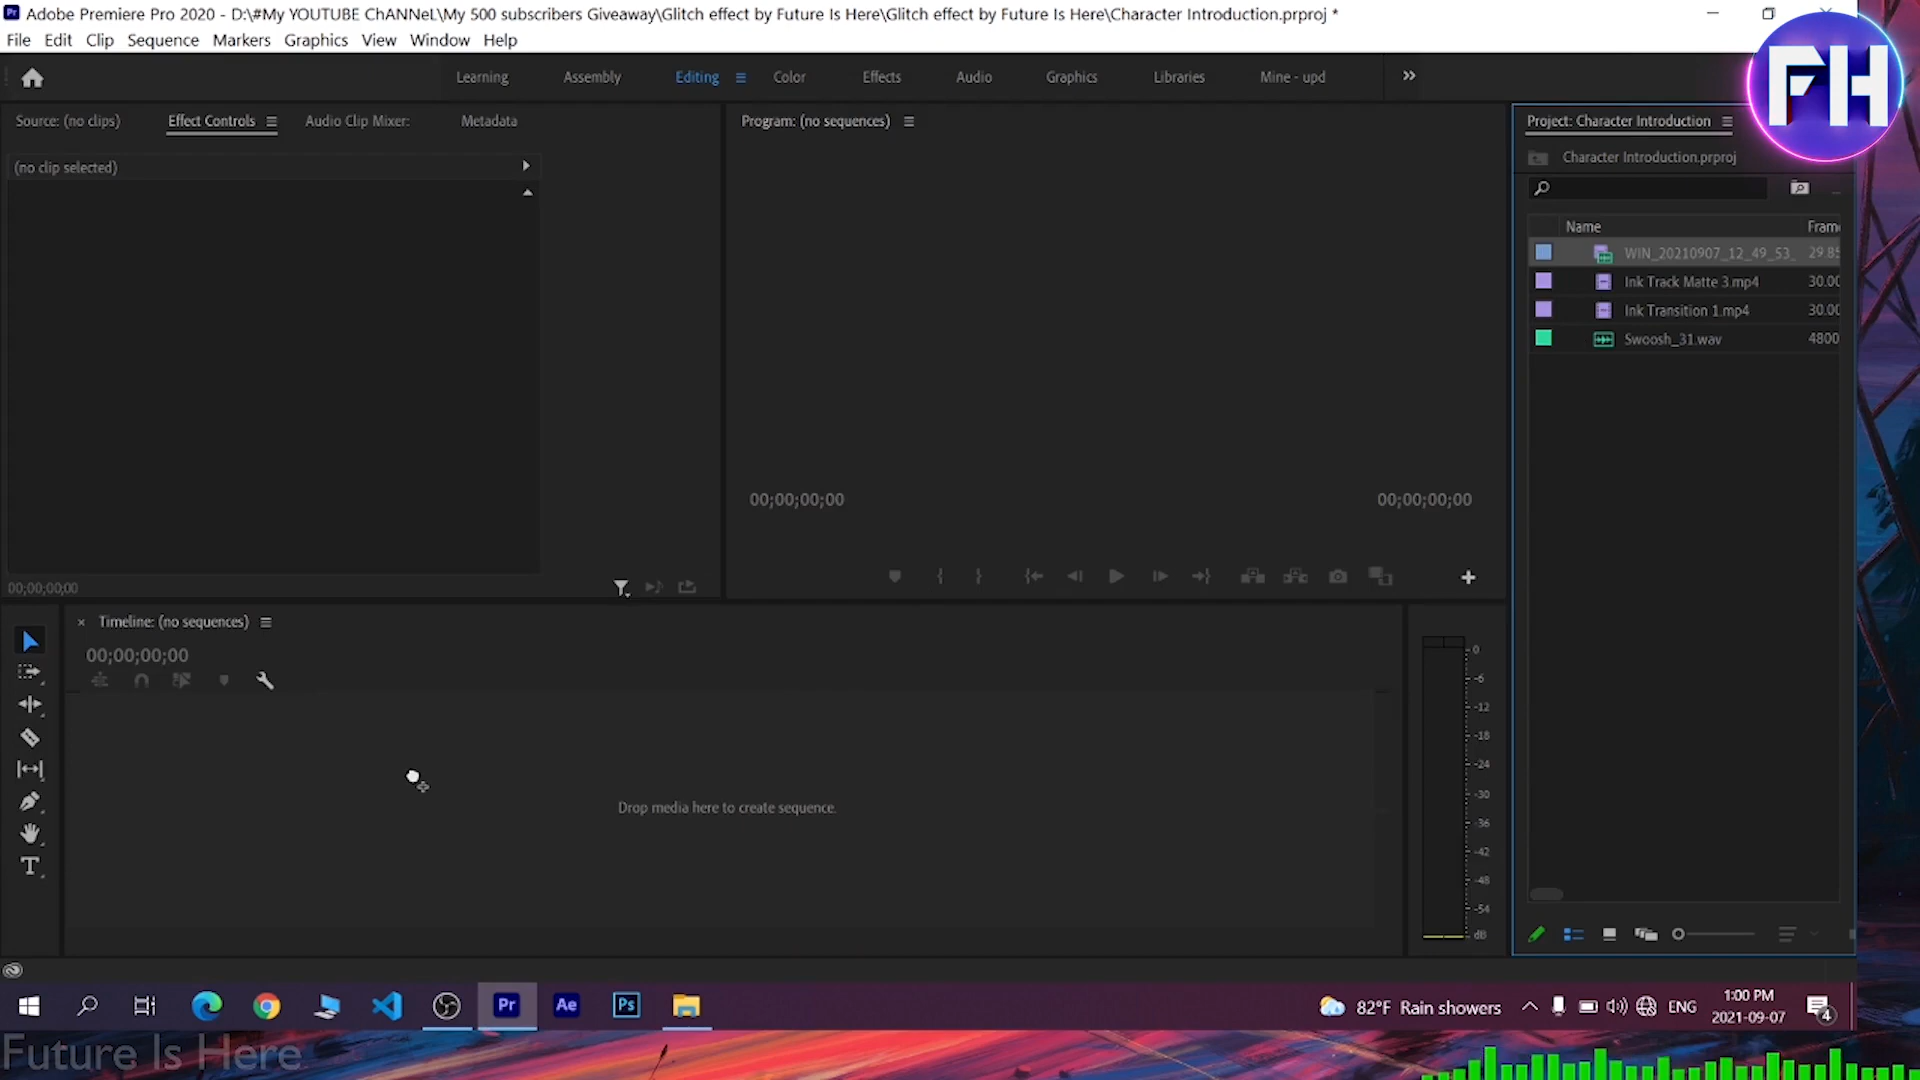 Adobe Premiere Pro 2020 - D:\#My YOUTUBE ChANNeL\My 500 subscribers Giveaway\Glitch effect by Future Is Here\Glitch effect by Future Is Here\Character Introduction.prproj *
File Edit Clip Sequence Markers Graphics View Window Help
FH
Learning Assembly Editing Color Effects Audio Graphics Libraries Mine - upd
Source: (no clips) Effect Controls Audio Clip Mixer: Metadata
Program: (no sequences)
Project: Character Introduction
(no clip selected)
Character Introduction.prproj
Name Fram
WIN_20210907_12_49_53_ 29.85
Ink Track Matte 3.mp4 30.00
Ink Transition 1.mp4 30.00
Swoosh_31.wav 4800
00;00;00;00 00;00;00;00
00;00;00;00
Timeline: (no sequences)
00;00;00;00
Drop media here to create sequence.
0
-6
-12
-18
-24
-30
-36
-42
-48
-54
dB
T
Pr Ae Ps
82°F Rain showers ENG 1:00 PM
2021-09-07
4
Future Is Here